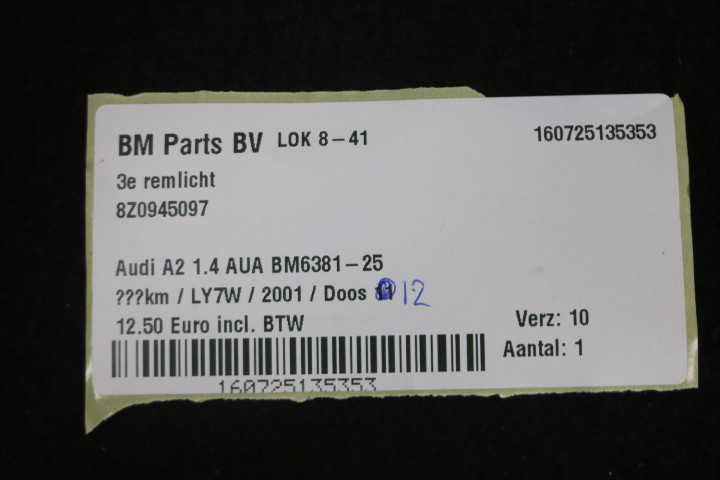 BM Parts BV LOK 8-41 160725135353
3e remlicht
8Z0945097
Audi A2 1.4 AUA BM6381-25
???km / LY7W / 2001 / Doos 12
12.50 Euro incl. BTW
Verz: 10
Aantal: 1
160725135353